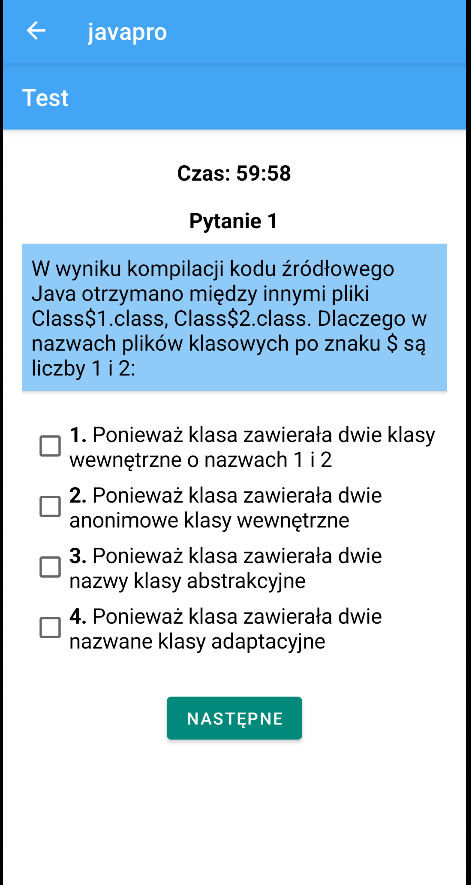 javapro
Test
Czas: 59:58
Pytanie 1
W wyniku kompilacji kodu źródłowego
Java otrzymano między innymi pliki
Class$1.class, Class$2.class. Dlaczego w
nazwach plików klasowych po znaku $ są
liczby 1 i 2:
1. Ponieważ klasa zawierała dwie klasy
wewnętrzne o nazwach 1 i 2
2. Ponieważ klasa zawierała dwie
anonimowe klasy wewnętrzne
3. Ponieważ klasa zawierała dwie
nazwy klasy abstrakcyjne
4. Ponieważ klasa zawierała dwie
nazwane klasy adaptacyjne
NASTĘPNE